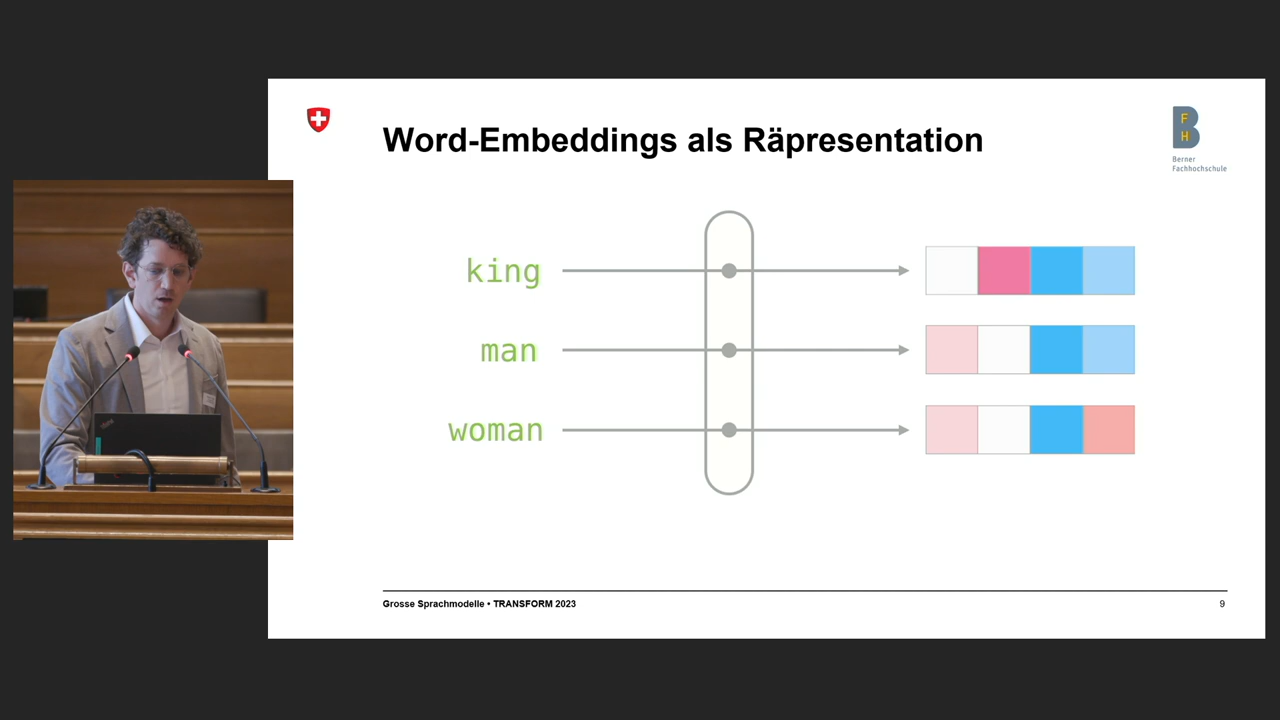 Word-Embeddings als Räpresentation
F
H
B
Berner
Fachhochschule
king
man
woman
Grosse Sprachmodelle • TRANSFORM 2023
9